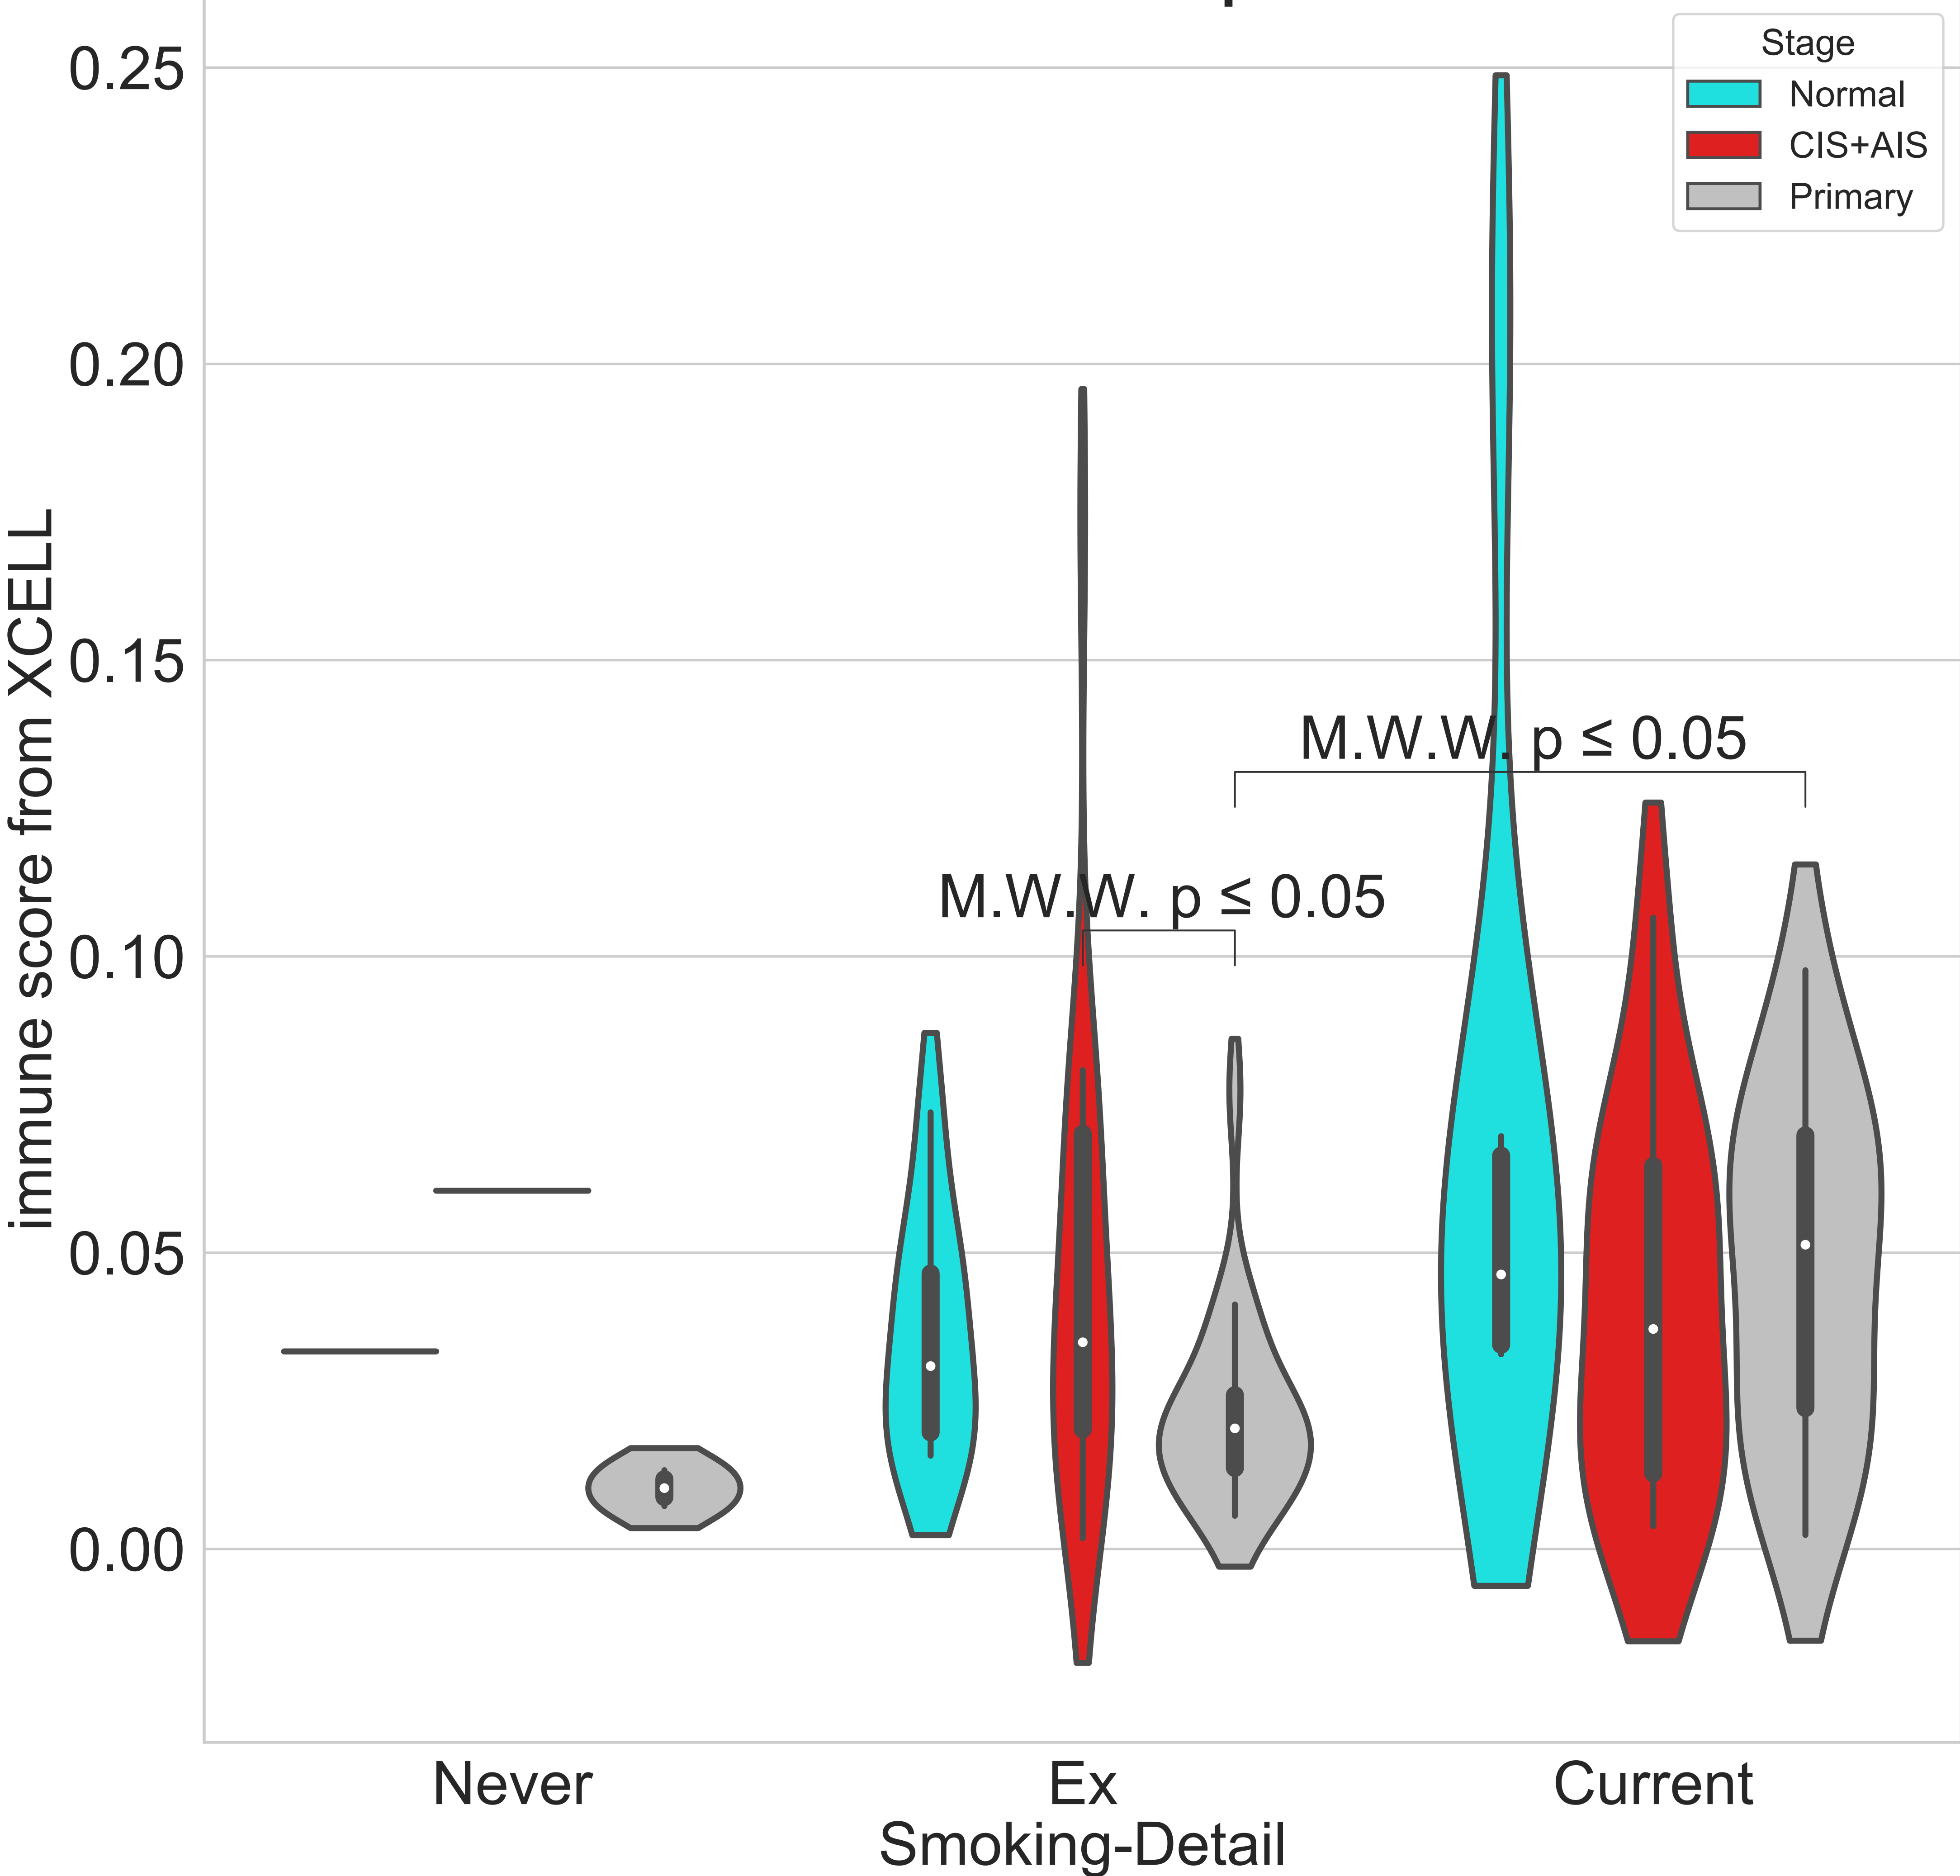 Stage
Normal
CIS+AIS
Primary
0.25
0.20
0.15
0.10
0.05
0.00
immune score from XCELL
M.W.W. p ≤ 0.05
M.W.W. p ≤ 0.05
Never
Ex
Current
Smoking-Detail